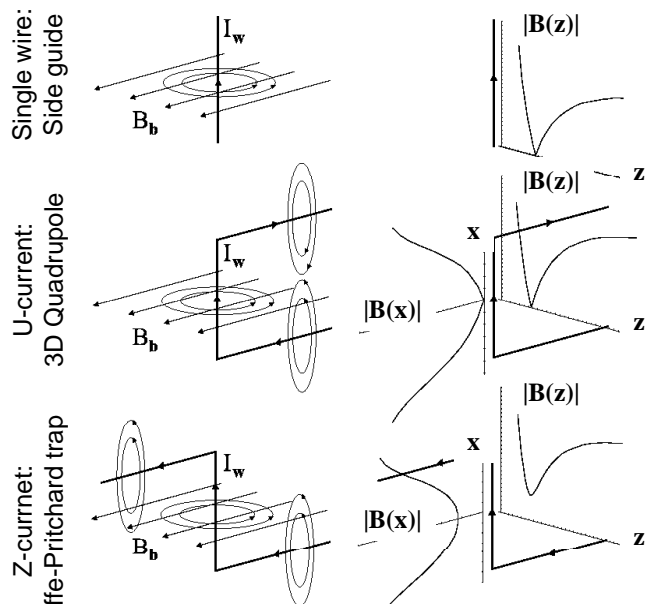 Single wire:
Side guide
I_w
B_b
|B(z)|
z
U-current:
3D Quadrupole
I_w
B_b
|B(z)|
x
|B(x)|
z
Z-currnet:
ffe-Pritchard trap
I_w
B_b
|B(z)|
x
|B(x)|
z